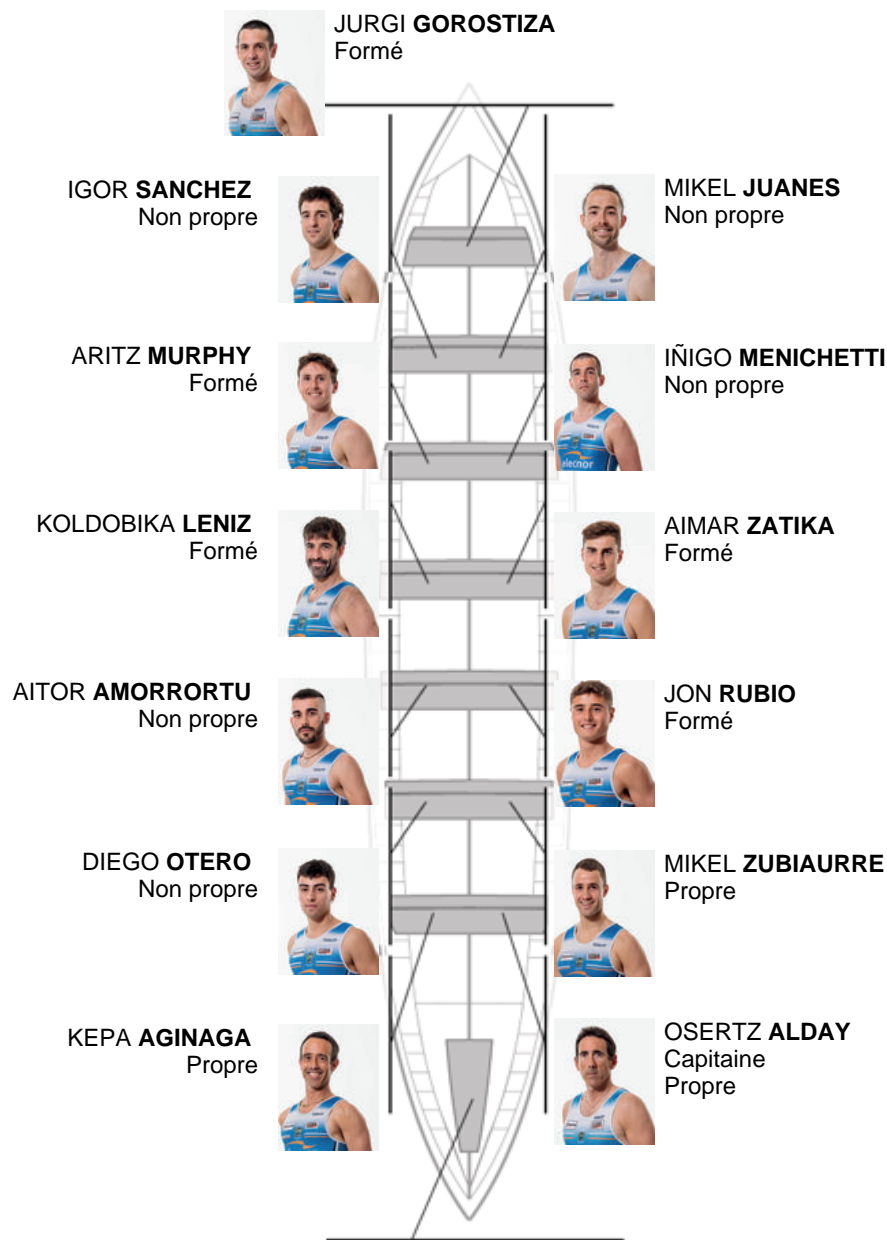 JURGI GOROSTIZA
Formé
IGOR SANCHEZ
Non propre
MIKEL JUANES
Non propre
ARITZ MURPHY
Formé
IÑIGO MENICHETTI
Non propre
elecnor
KOLDOBIKA LENIZ
Formé
AIMAR ZATIKA
Formé
AITOR AMORRORTU
Non propre
JON RUBIO
Formé
DIEGO OTERO
Non propre
MIKEL ZUBIAURRE
Propre
KEPA AGINAGA
Propre
OSERTZ ALDAY
Capitaine
Propre